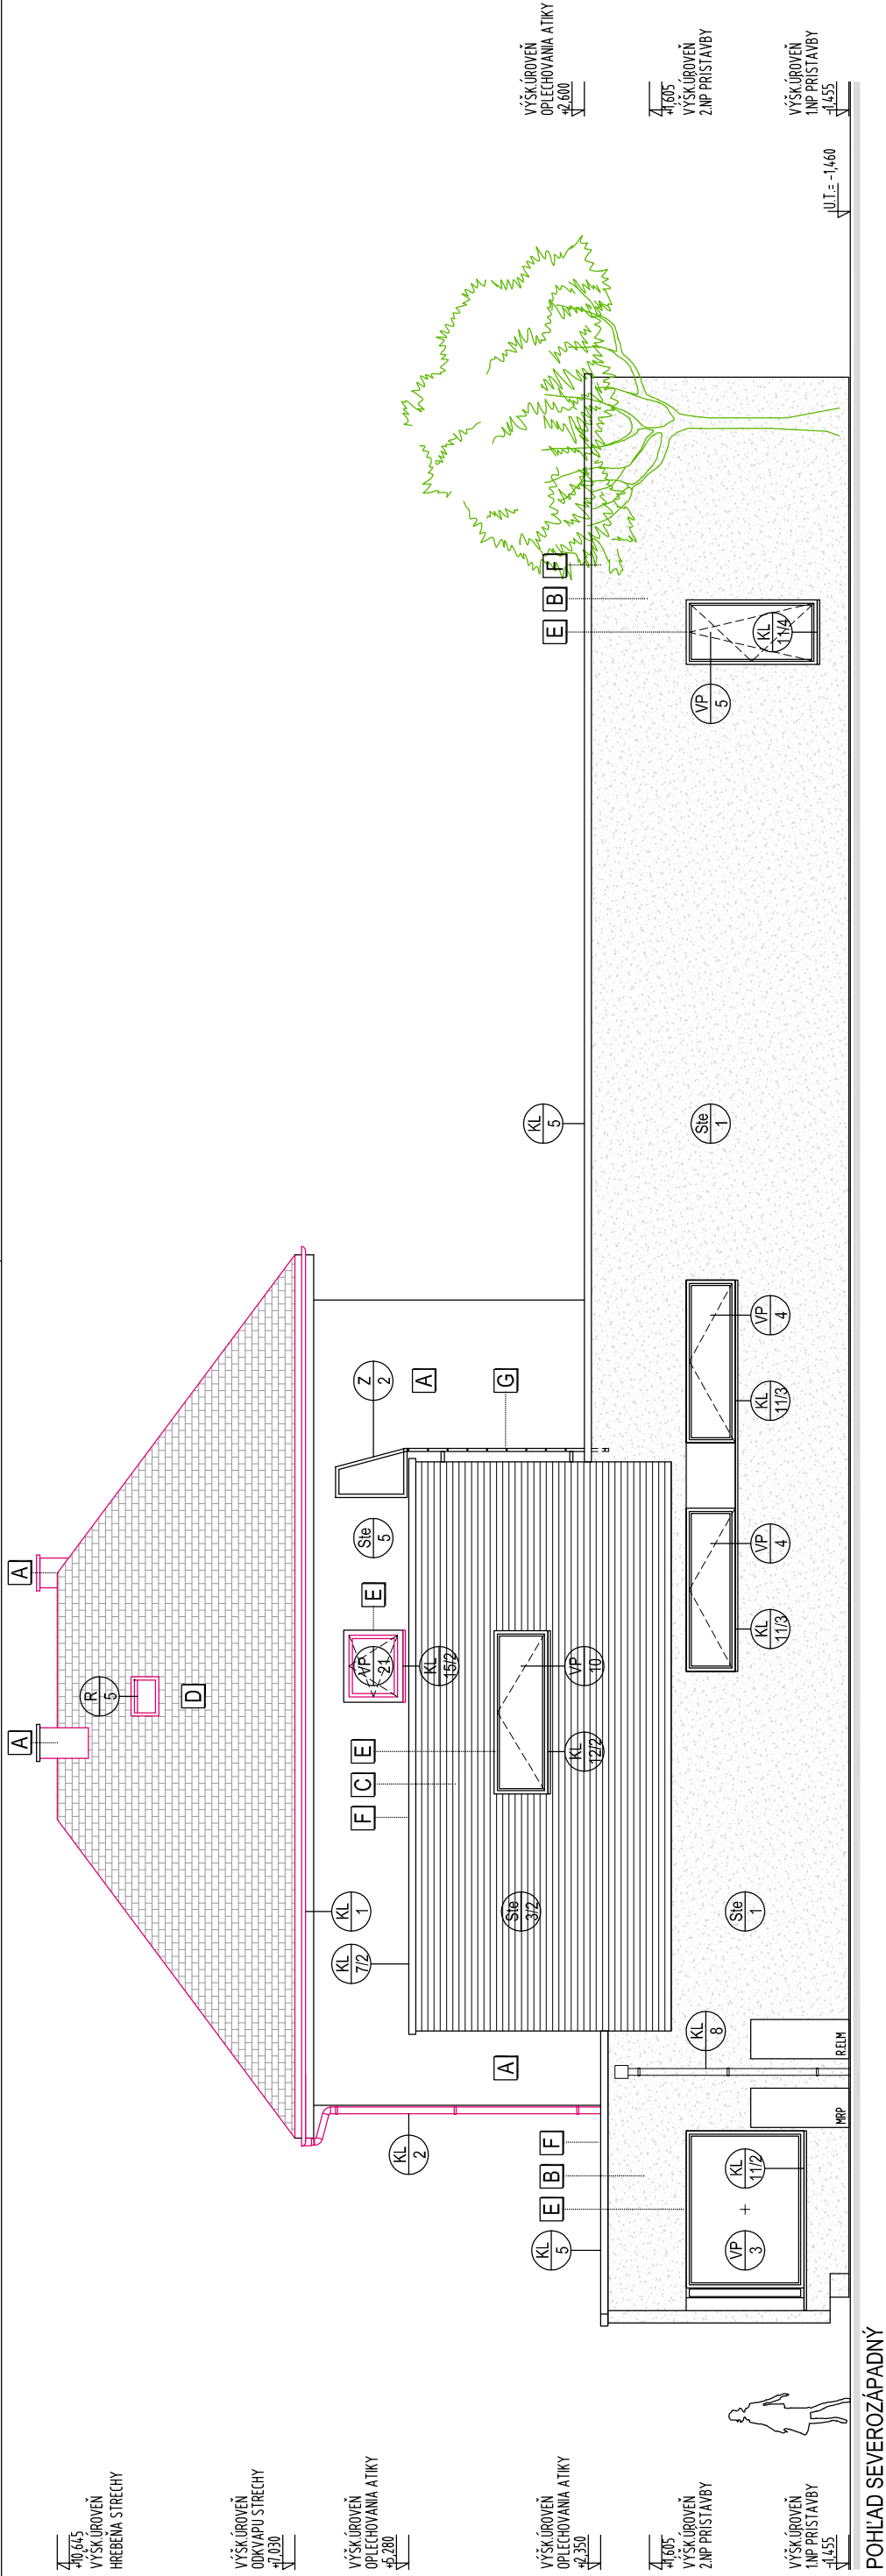 +10,645
VÝŠK.ÚROVEŇ
HREBEŇA STRECHY
VÝŠK.ÚROVEŇ
ODKVAPU STRECHY
+7,030
VÝŠK.ÚROVEŇ
OPLECHOVANIA ATIKY
+5,280
VÝŠK.ÚROVEŇ
OPLECHOVANIA ATIKY
+2,350
+1,605
VÝŠK.ÚROVEŇ
2.NP PRISTAVBY
VÝŠK.ÚROVEŇ
1.NP PRISTAVBY
-1,455
A
A
R
5
D
KL
1
KL
7/2
F
C
E
VP
21
KL
15/2
E
Ste
5
Z
2
A
G
KL
2
A
Ste
3/2
KL
12/2
VP
10
KL
5
E
B
F
VP
3
KL
11/2
MRP
KL
8
R.ELM
Ste
1
KL
11/3
VP
4
KL
11/3
VP
4
KL
5
Ste
1
VP
5
KL
11/4
E
B
F
VÝŠK.ÚROVEŇ
OPLECHOVANIA ATIKY
+2,600
+1,605
VÝŠK.ÚROVEŇ
2.NP PRISTAVBY
VÝŠK.ÚROVEŇ
1.NP PRISTAVBY
-1,455
U.T.= -1,460
POHĽAD SEVEROZÁPADNÝ